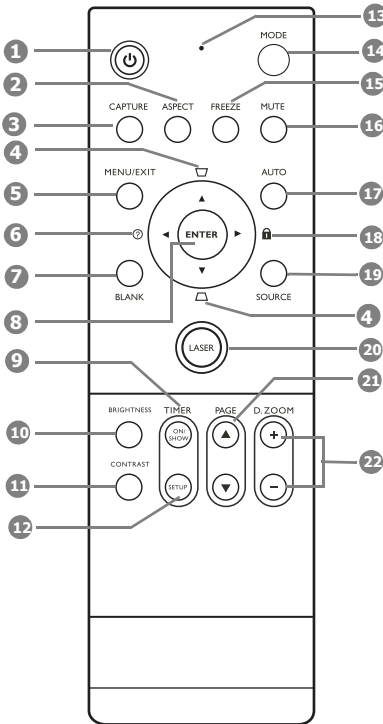 13
MODE
1
14
2
15
CAPTURE ASPECT FREEZE MUTE
3
16
4
MENU/EXIT AUTO
5
17
6
?
ENTER
18
7
19
BLANK SOURCE
8
4
LASER
20
9
21
BRIGHTNESS TIMER PAGE D.ZOOM
10
ON/
SHOW
+
CONTRAST
22
11
SETUP
−
12